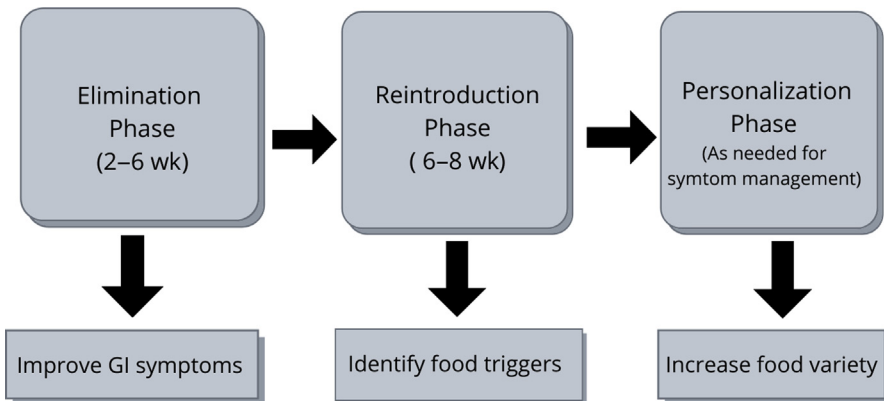 Elimination
Phase
(2–6 wk)
Reintroduction
Phase
( 6–8 wk)
Personalization
Phase
(As needed for
symtom management)
Improve GI symptoms
Identify food triggers
Increase food variety